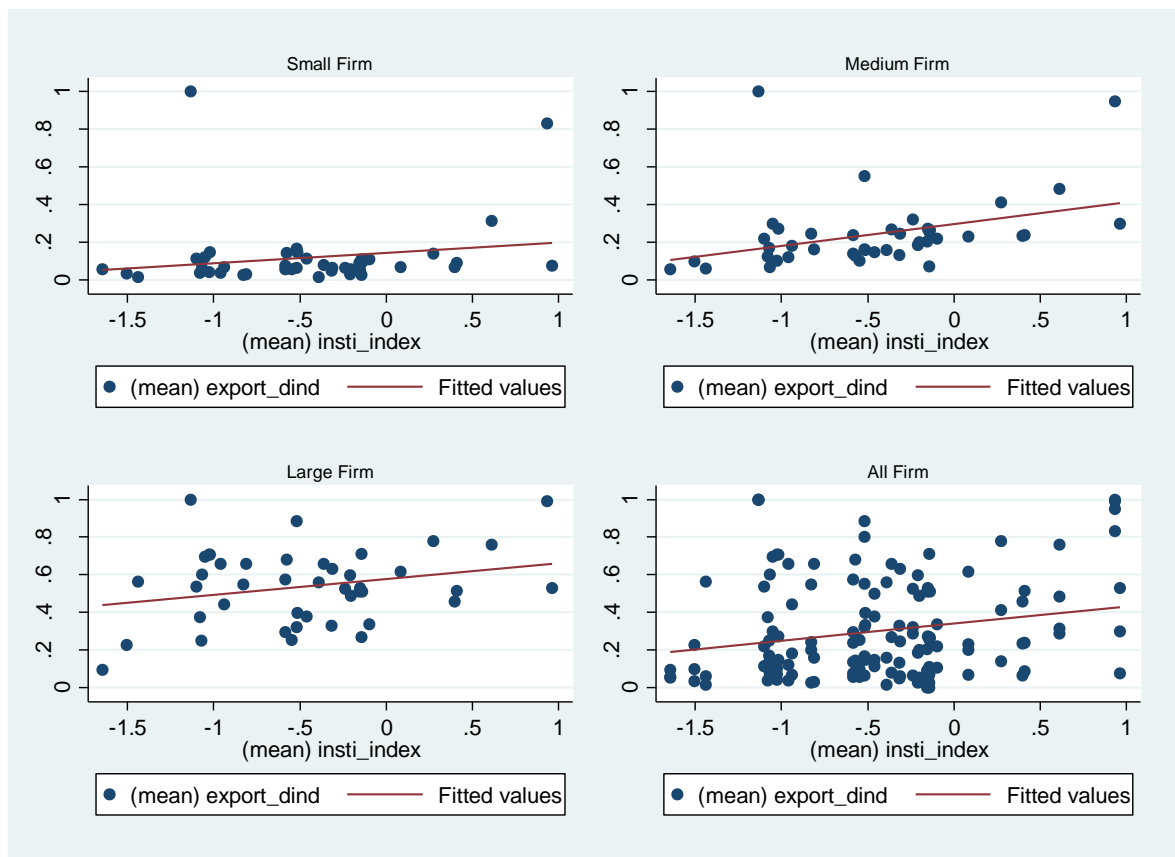 Small Firm
0 .2 .4 .6 .8 1
-1.5 -1 -.5 0 .5 1
(mean) insti_index
(mean) export_dind Fitted values
Medium Firm
0 .2 .4 .6 .8 1
-1.5 -1 -.5 0 .5 1
(mean) insti_index
(mean) export_dind Fitted values
Large Firm
0 .2 .4 .6 .8 1
-1.5 -1 -.5 0 .5 1
(mean) insti_index
(mean) export_dind Fitted values
All Firm
0 .2 .4 .6 .8 1
-1.5 -1 -.5 0 .5 1
(mean) insti_index
(mean) export_dind Fitted values